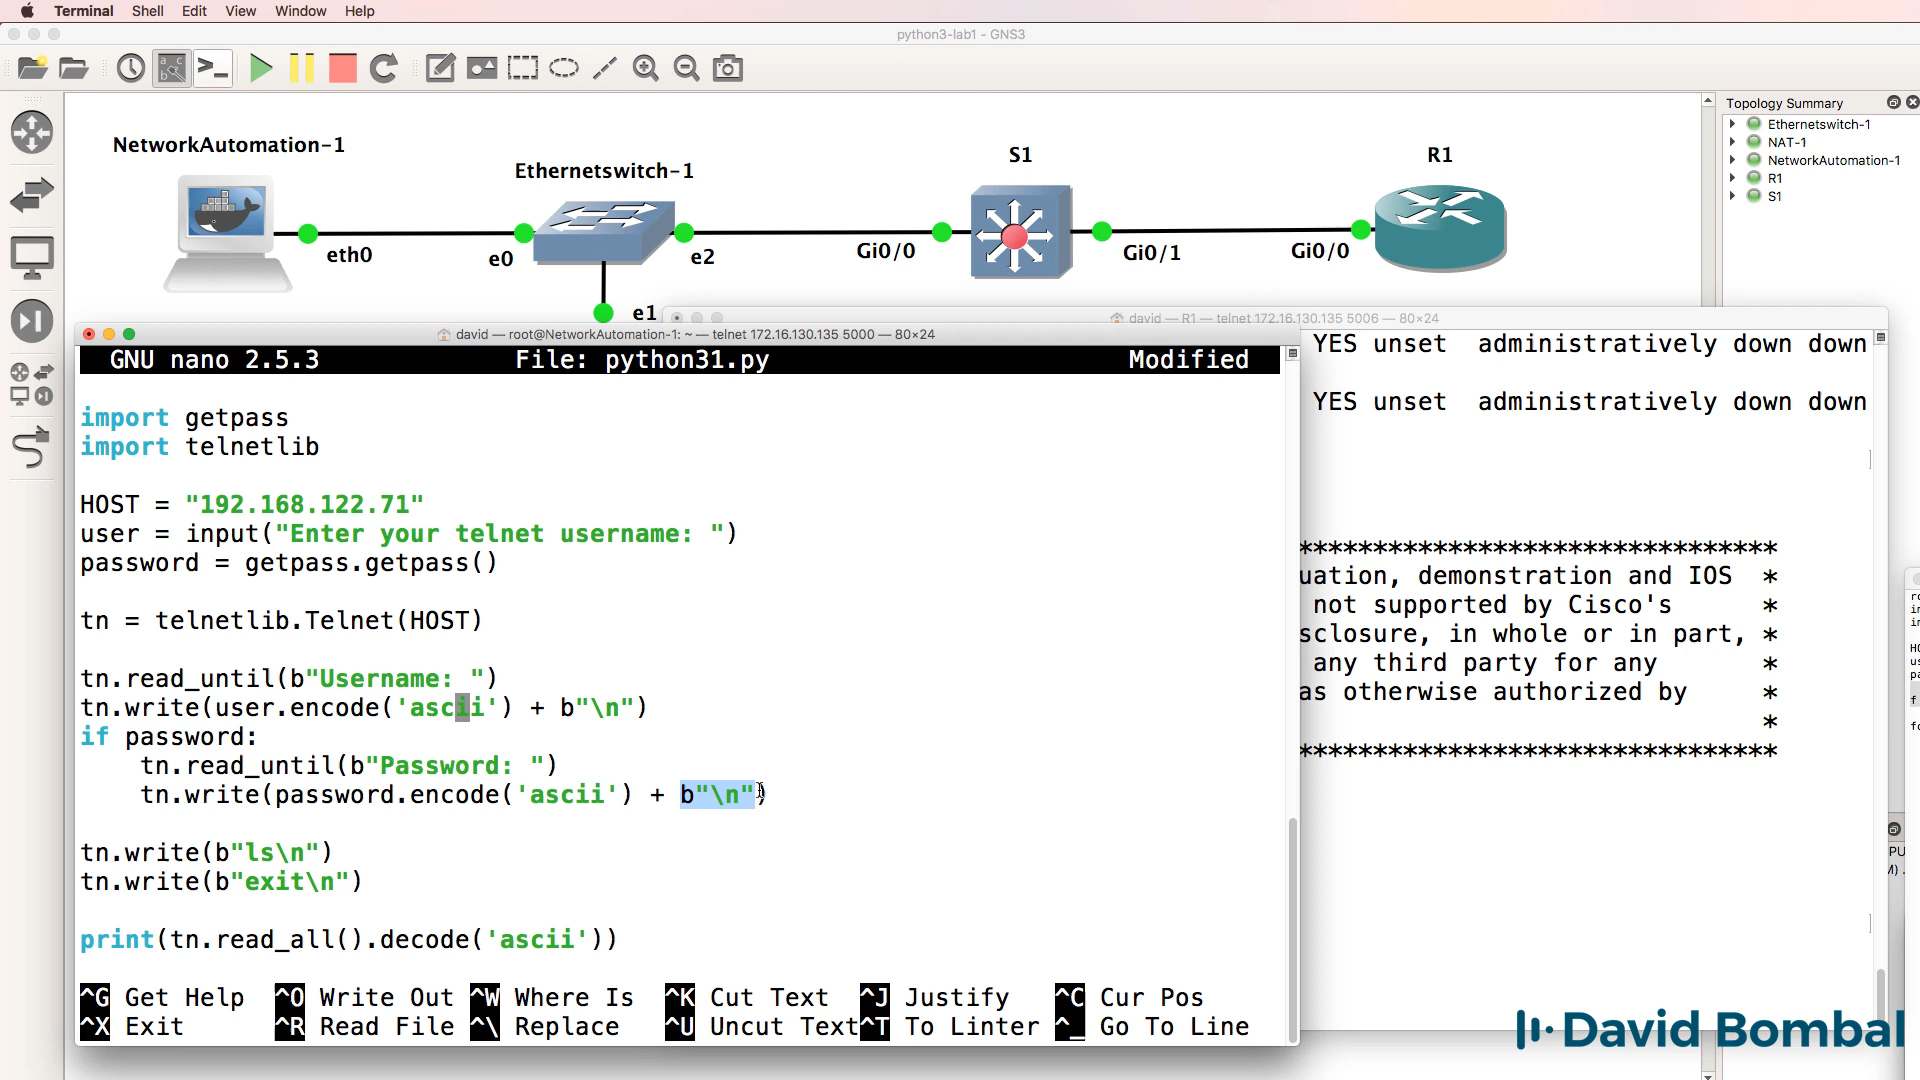 Terminal Shell Edit View Window Help
python3-lab1 - GNS3
Topology Summary
Ethernetswitch-1
NAT-1
NetworkAutomation-1
R1
S1
NetworkAutomation-1
Ethernetswitch-1
S1
R1
eth0
e0
e2
Gi0/0
Gi0/1
Gi0/0
e1
david — R1 — telnet 172.16.130.135 5006 — 80×24
david — root@NetworkAutomation-1: ~ — telnet 172.16.130.135 5000 — 80×24
GNU nano 2.5.3 File: python31.py Modified
import getpass
import telnetlib
HOST = "192.168.122.71"
user = input("Enter your telnet username: ")
password = getpass.getpass()
tn = telnetlib.Telnet(HOST)
tn.read_until(b"Username: ")
tn.write(user.encode('ascii') + b"\n")
if password:
    tn.read_until(b"Password: ")
    tn.write(password.encode('ascii') + b"\n")
tn.write(b"ls\n")
tn.write(b"exit\n")
print(tn.read_all().decode('ascii'))
^G Get Help ^O Write Out ^W Where Is ^K Cut Text ^J Justify ^C Cur Pos
^X Exit ^R Read File ^\ Replace ^U Uncut Text ^T To Linter ^_ Go To Line
YES unset administratively down down
YES unset administratively down down
********************************
uation, demonstration and IOS *
not supported by Cisco's *
sclosure, in whole or in part, *
any third party for any *
as otherwise authorized by *
*
********************************
David Bombal